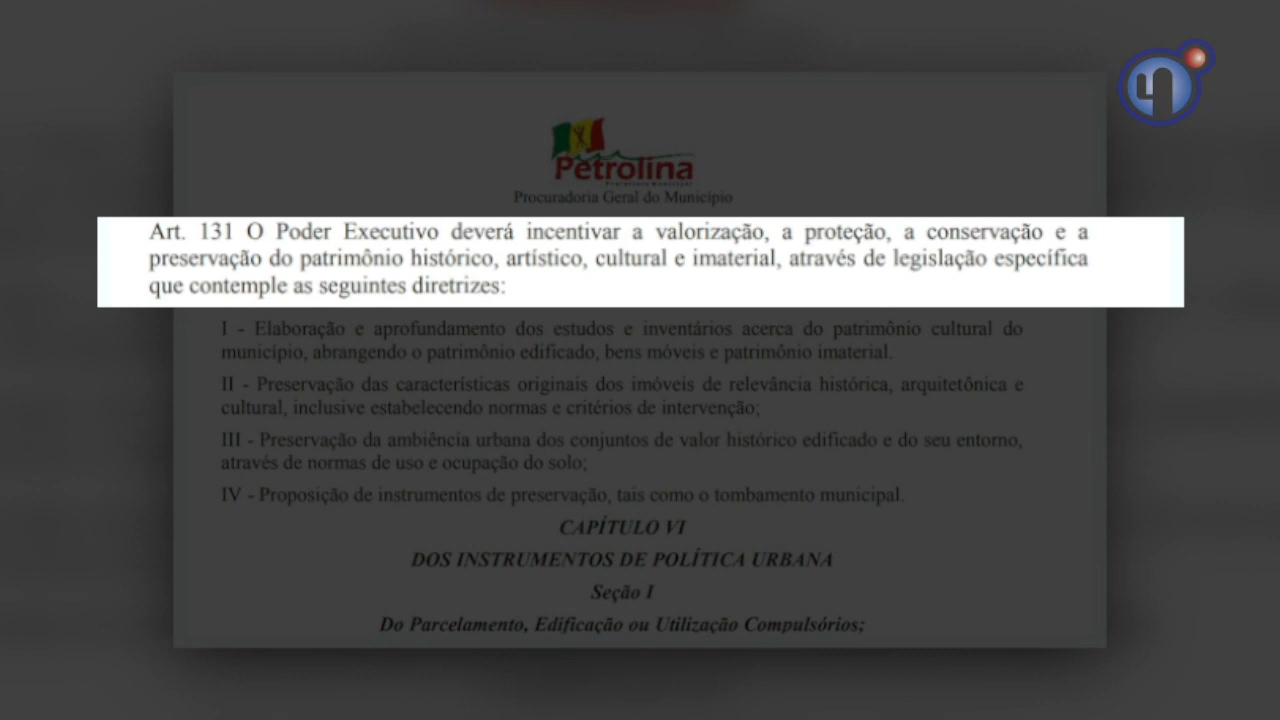 Petrolina
Prefeitura Municipal
Procuradoria Geral do Município
Art. 131 O Poder Executivo deverá incentivar a valorização, a proteção, a conservação e a
preservação do patrimônio histórico, artístico, cultural e imaterial, através de legislação específica
que contemple as seguintes diretrizes:
I - Elaboração e aprofundamento dos estudos e inventários acerca do patrimônio cultural do
município, abrangendo o patrimônio edificado, bens móveis e patrimônio imaterial.
II - Preservação das características originais dos imóveis de relevância histórica, arquitetônica e
cultural, inclusive estabelecendo normas e critérios de intervenção;
III - Preservação da ambiência urbana dos conjuntos de valor histórico edificado e do seu entorno,
através de normas de uso e ocupação do solo;
IV - Proposição de instrumentos de preservação, tais como o tombamento municipal.
CAPÍTULO VI
DOS INSTRUMENTOS DE POLÍTICA URBANA
Seção I
Do Parcelamento, Edificação ou Utilização Compulsórios;